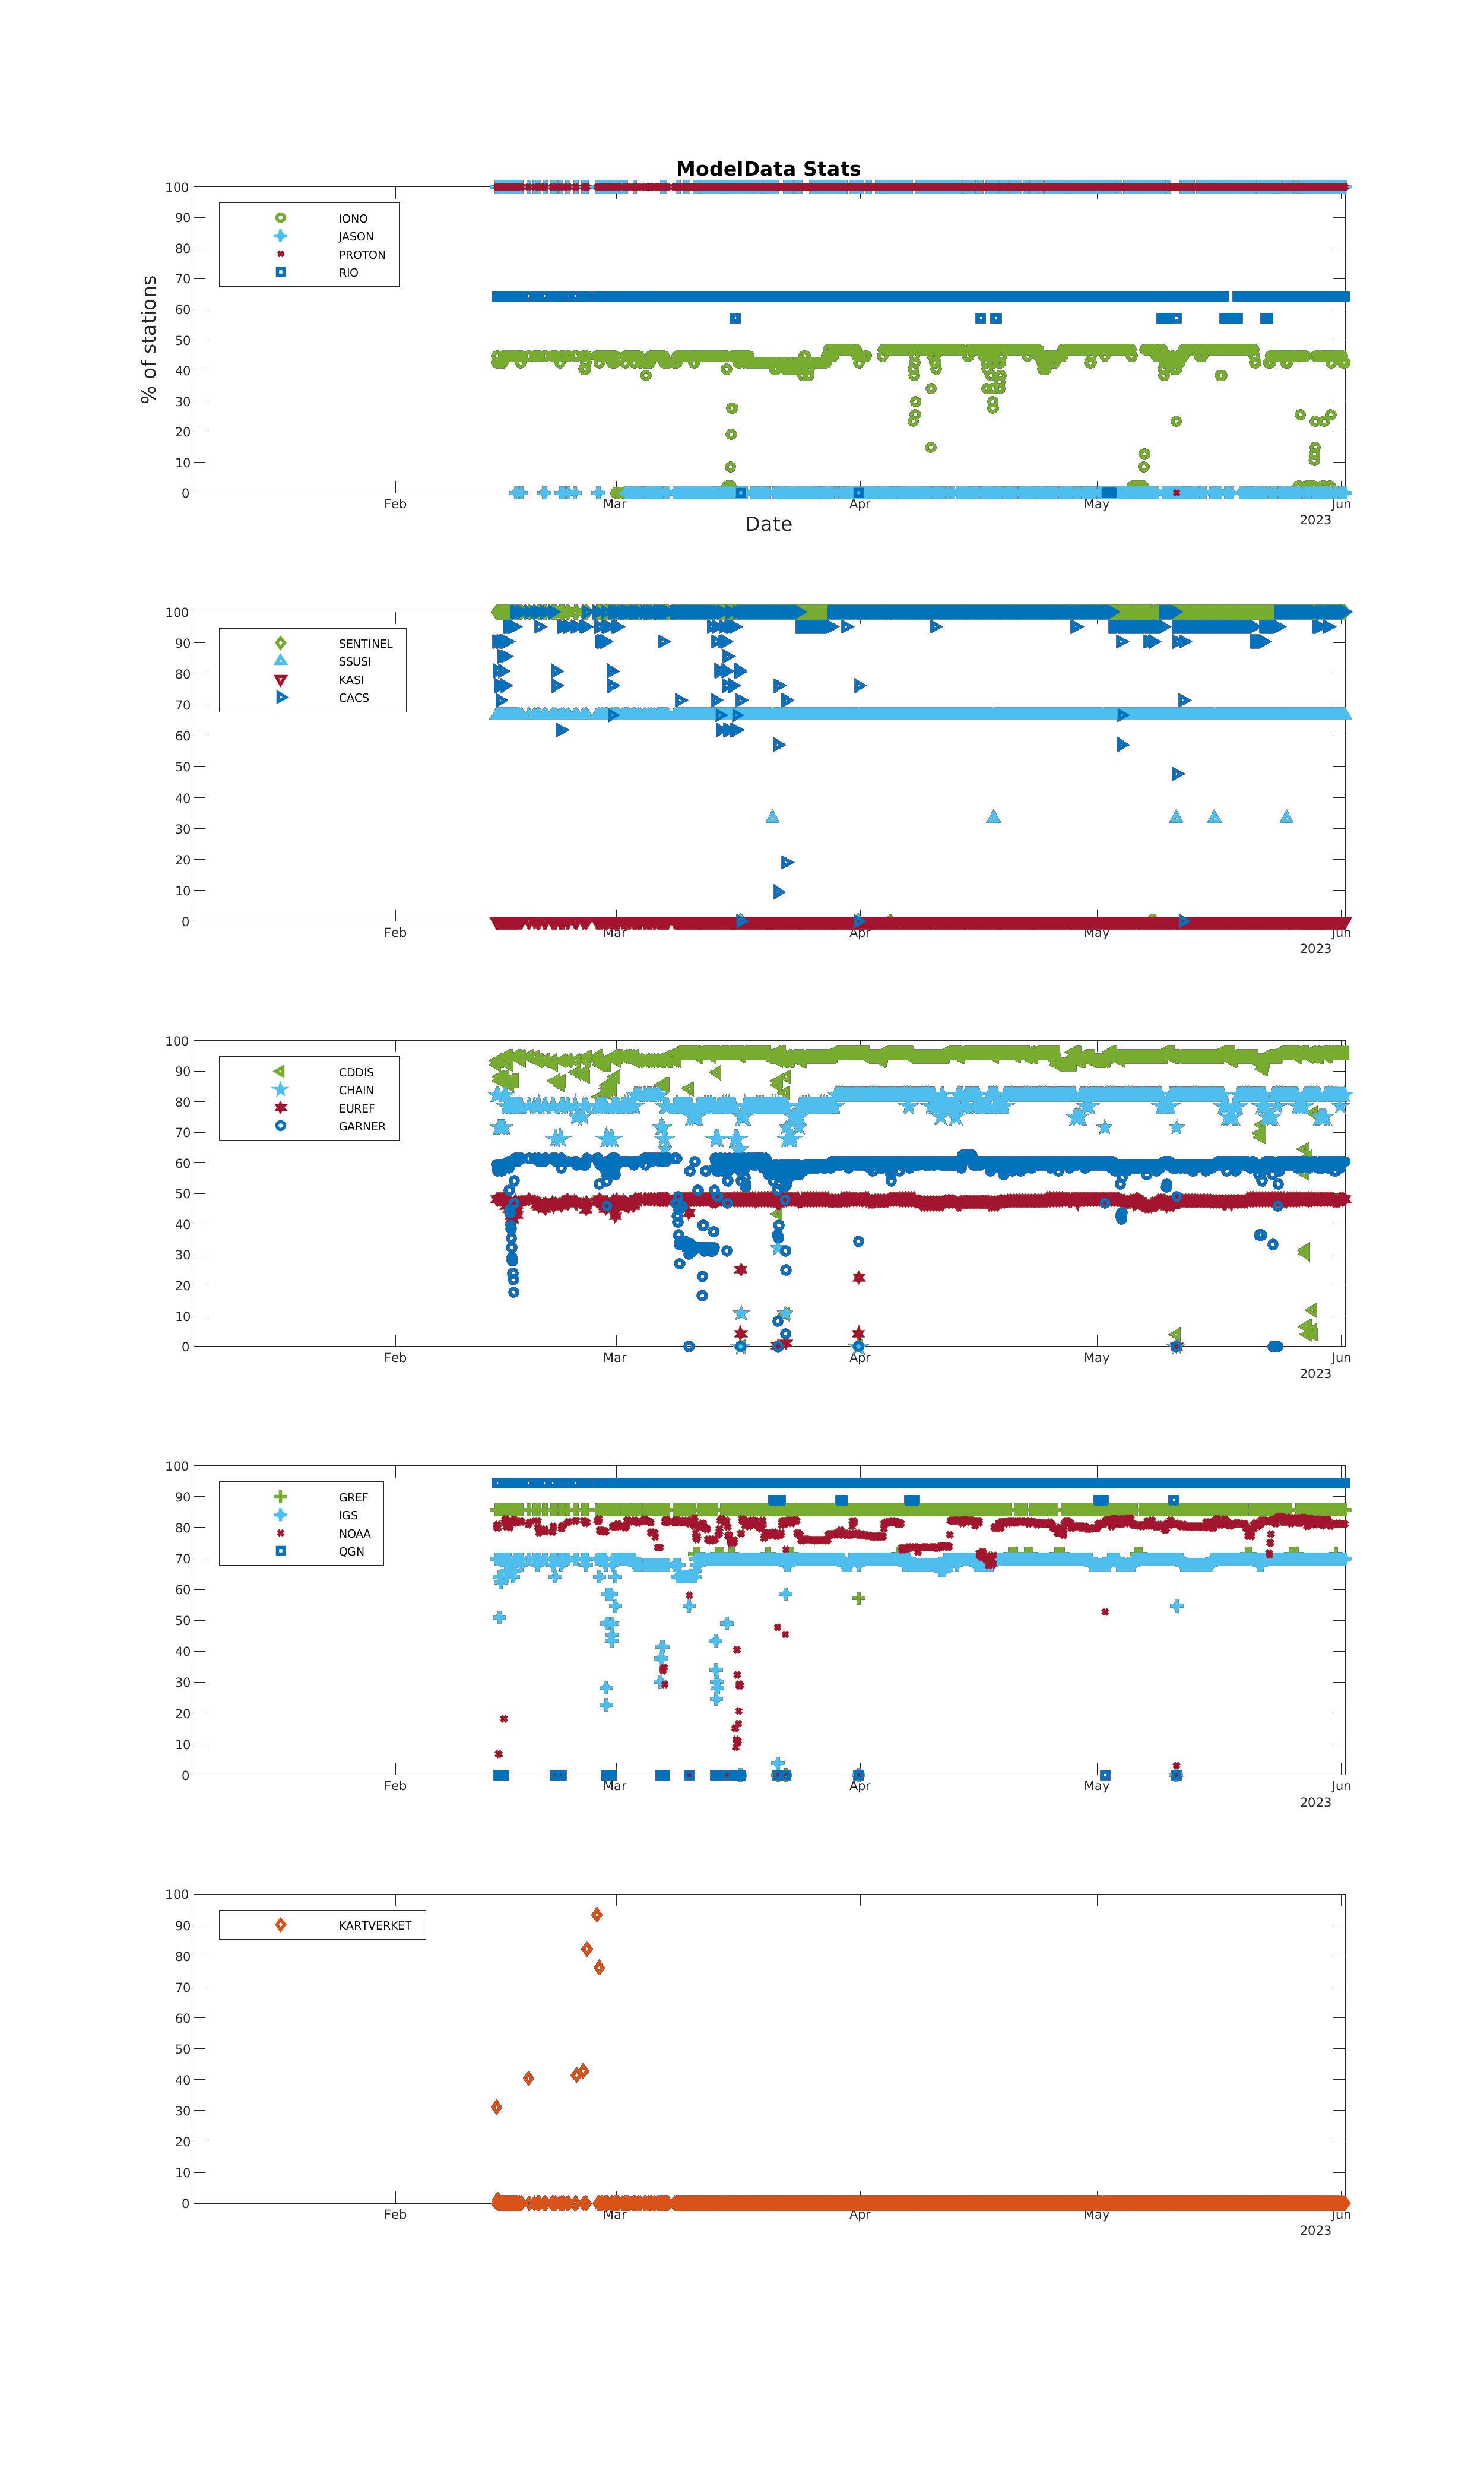 ModelData Stats
100
90
80
70
60
50
40
30
20
10
0
% of stations
IONO
JASON
PROTON
RIO
Feb
Mar
Apr
May
Jun
2023
Date
100
90
80
70
60
50
40
30
20
10
0
SENTINEL
SSUSI
KASI
CACS
Feb
Mar
Apr
May
Jun
2023
100
90
80
70
60
50
40
30
20
10
0
CDDIS
CHAIN
EUREF
GARNER
Feb
Mar
Apr
May
Jun
2023
100
90
80
70
60
50
40
30
20
10
0
GREF
IGS
NOAA
QGN
Feb
Mar
Apr
May
Jun
2023
100
90
80
70
60
50
40
30
20
10
0
KARTVERKET
Feb
Mar
Apr
May
Jun
2023